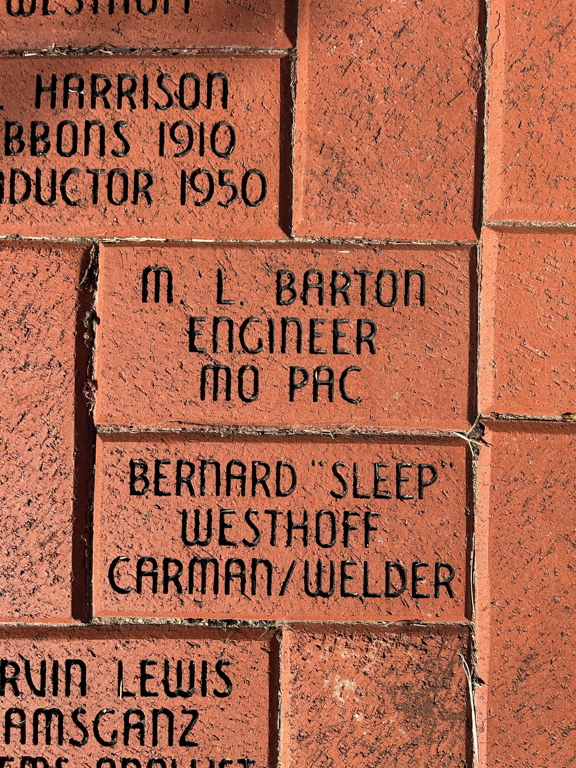 WESTHOFF
HARRISON
BBONS 1910
DUCTOR 1950
M. L. BARTON
ENGINEER
MO PAC
BERNARD "SLEEP"
WESTHOFF
CARMAN/WELDER
RVIN LEWIS
AMSGANZ